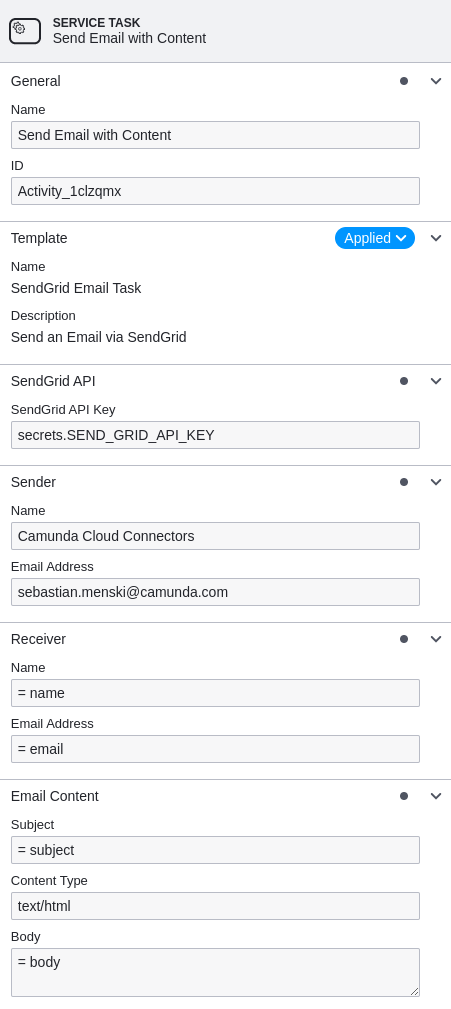 SERVICE TASK
Send Email with Content
General
Name
Send Email with Content
ID
Activity_1clzqmx
Template
Applied
Name
SendGrid Email Task
Description
Send an Email via SendGrid
SendGrid API
SendGrid API Key
secrets.SEND_GRID_API_KEY
Sender
Name
Camunda Cloud Connectors
Email Address
sebastian.menski@camunda.com
Receiver
Name
= name
Email Address
= email
Email Content
Subject
= subject
Content Type
text/html
Body
= body